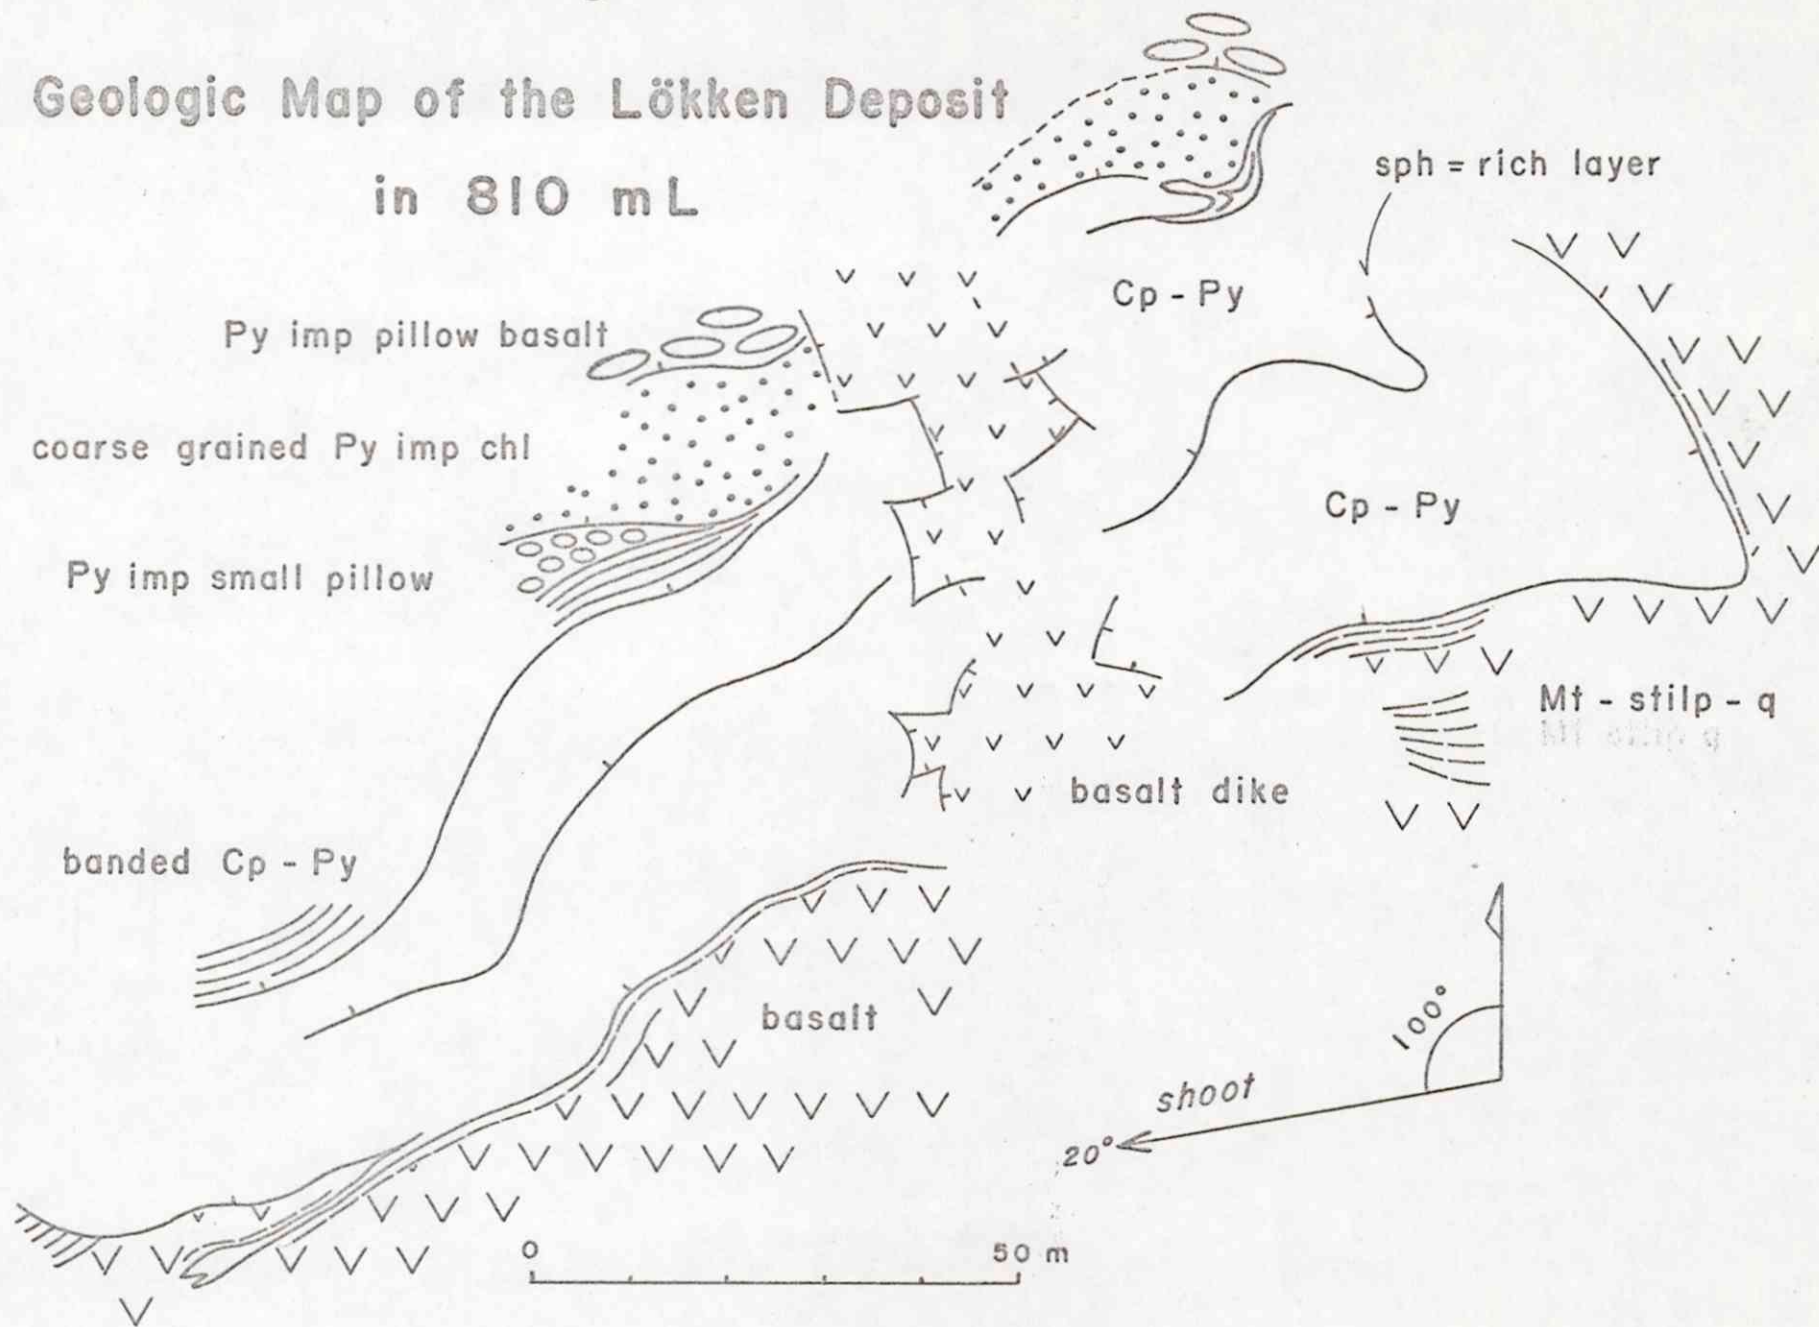 Geologic Map of the Lökken Deposit
in 810 mL
sph = rich layer
Cp - Py
Py imp pillow basalt
coarse grained Py imp chl
Cp - Py
Py imp small pillow
Mt - stilp - q
basalt dike
banded Cp - Py
basalt
100°
shoot
20°
0 50 m